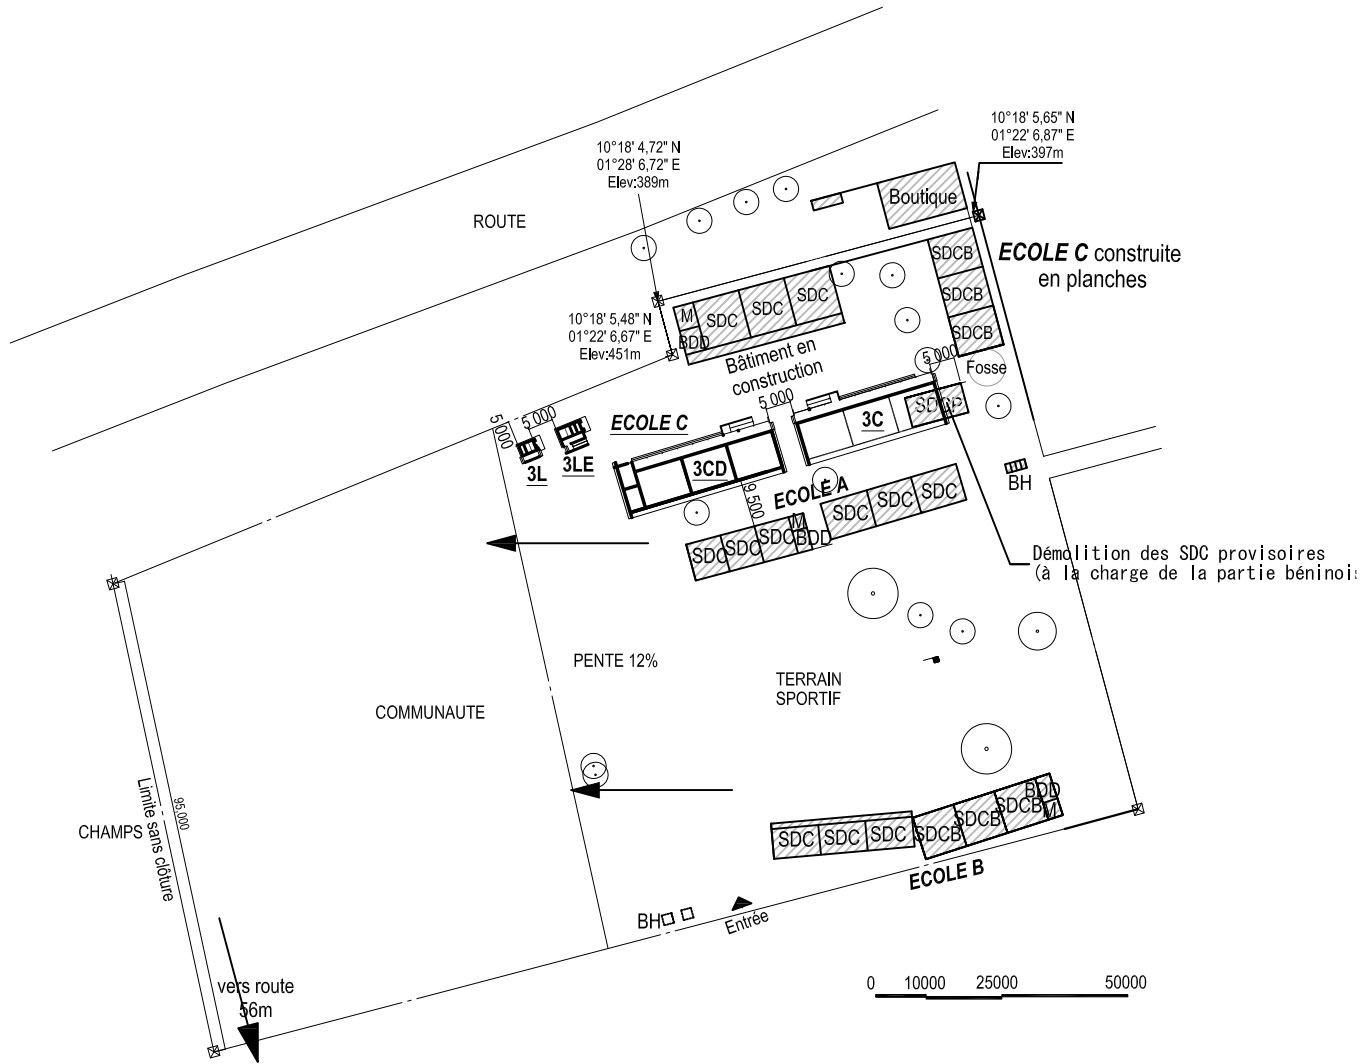 10°18' 5,65" N
01°22' 6,87" E
Elev:397m
10°18' 4,72" N
01°28' 6,72" E
Elev:389m
ROUTE
Boutique
ECOLE C construite
en planches
SDCB
SDCB
SDCB
10°18' 5,48" N
01°22' 6,67" E
Elev:451m
M
BDD
SDC
SDC
SDC
Bâtiment en
construction
5 000
Fosse
5 000
5 000
5 000
ECOLE C
3C
3L
3LE
3CD
9 500
ECOLE A
SDC
SDC
SDC
M
BDD
SDC
SDC
SDC
BH
Démolition des SDC provisoires
(à la charge de la partie béninois
PENTE 12%
TERRAIN
SPORTIF
COMMUNAUTE
CHAMPS
Limite sans clôture
95,000
SDC
SDC
SDC
SDCB
SDCB
SDCB
BDD
M
ECOLE B
BH
Entrée
vers route
56m
0 10000 25000 50000